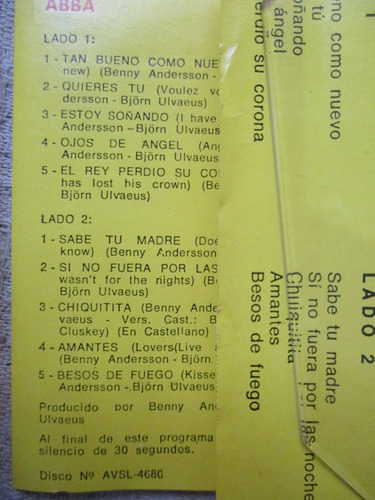 ABBA
LADO 1:
1 - TAN BUENO COMO NUE
new) (Benny Andersson -
2 - QUIERES TU (Voulez vo
dersson - Björn Ulvaeus)
3 - ESTOY SOÑANDO (I have
Andersson - Björn Ulvaeus
4 - OJOS DE ANGEL (Ang
Andersson - Björn Ulvaeus)
5 - EL REY PERDIO SU CO
has lost his crown) (Be
Björn Ulvaeus)
LADO 2:
1 - SABE TU MADRE (Doe
know) (Benny Andersson -
2 - SI NO FUERA POR LAS
wasn't for the nights) (B
Björn Ulvaeus)
3 - CHIQUITITA (Benny Ande
vaeus - Vers. Cast.: B
Cluskey) (En Castellano)
4 - AMANTES (Lovers(Live a
(Benny Andersson - Björn
5 - BESOS DE FUEGO (Kisse
Andersson -.Björn Ulvaeus
Producido por Benny An
Ulvaeus
Al final de este programa
silencio de 30 segundos.
Disco Nº AVSL-4680
1
no como nuevo
tú
oñando
ángel
erdió su corona
LADO 2
Sabe tu madre
Si no fuera por las noche
Chiquitita
Amantes
Besos de fuego